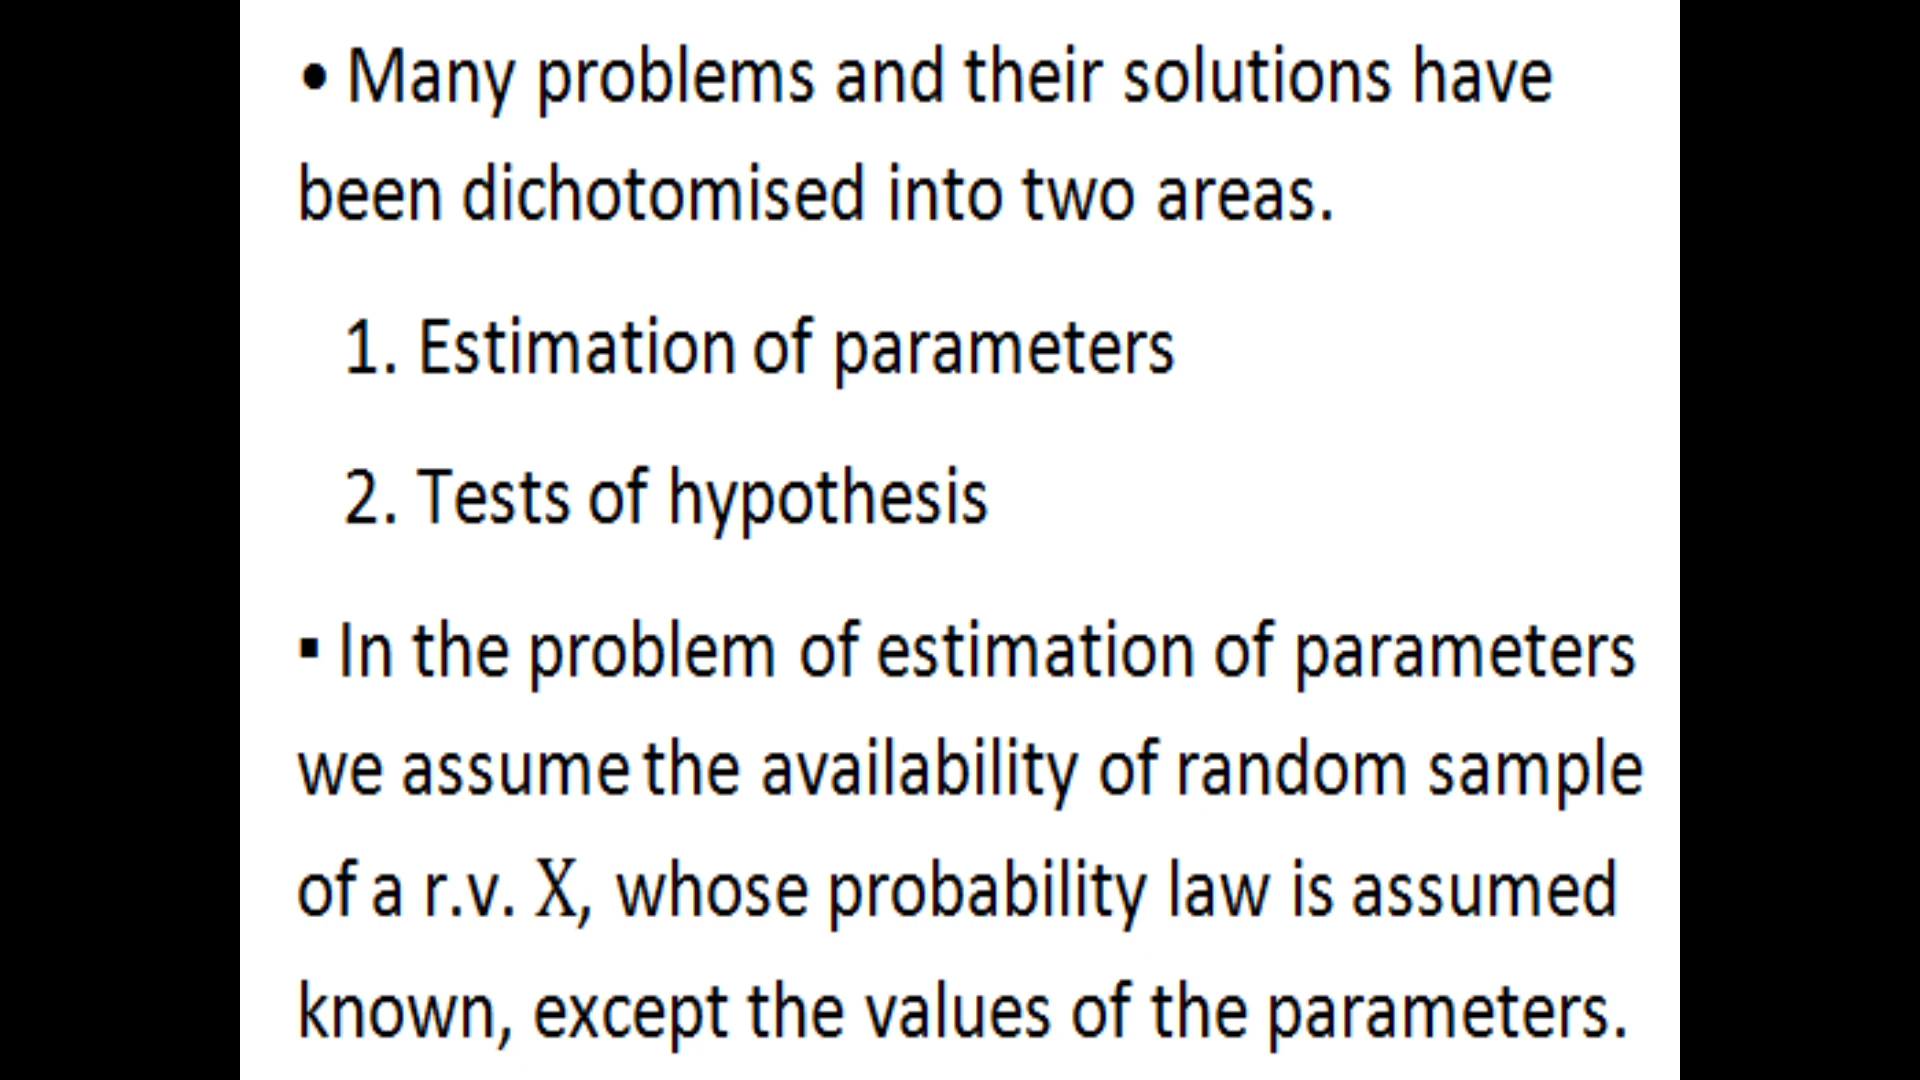 • Many problems and their solutions have
been dichotomised into two areas.
1. Estimation of parameters
2. Tests of hypothesis
▪ In the problem of estimation of parameters
we assume the availability of random sample
of a r.v. X, whose probability law is assumed
known, except the values of the parameters.